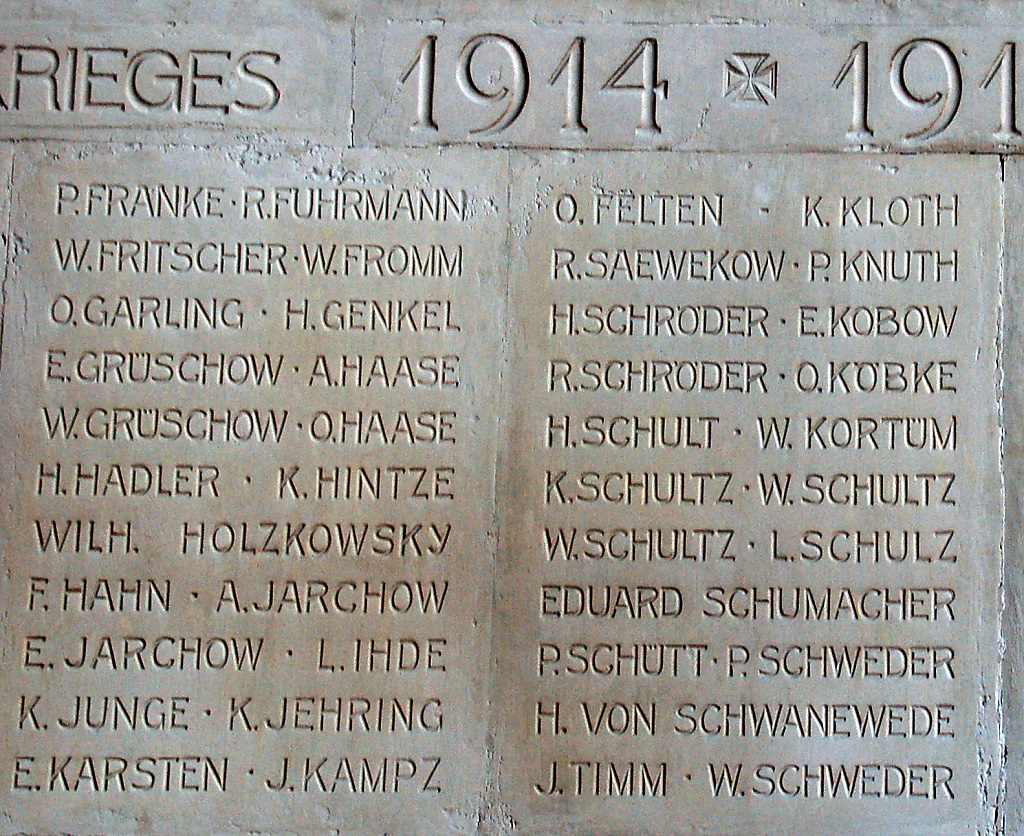 KRIEGES 1914 ✠ 191
P. FRANKE · R. FUHRMANN
W. FRITSCHER · W. FROMM
O. GARLING · H. GENKEL
E. GRÜSCHOW · A. HAASE
W. GRÜSCHOW · O. HAASE
H. HADLER · K. HINTZE
WILH. HOLZKOWSKY
F. HAHN · A. JARCHOW
E. JARCHOW · L. IHDE
K. JUNGE · K. JEHRING
E. KARSTEN · J. KAMPZ
O. FELTEN - K. KLOTH
R. SAEWEKOW · P. KNUTH
H. SCHRÖDER · E. KOBOW
R. SCHRÖDER · O. KÖBKE
H. SCHULT · W. KORTÜM
K. SCHULTZ · W. SCHULTZ
W. SCHULTZ · L. SCHULZ
EDUARD SCHUMACHER
P. SCHÜTT · P. SCHWEDER
H. VON SCHWANEWEDE
J. TIMM · W. SCHWEDER